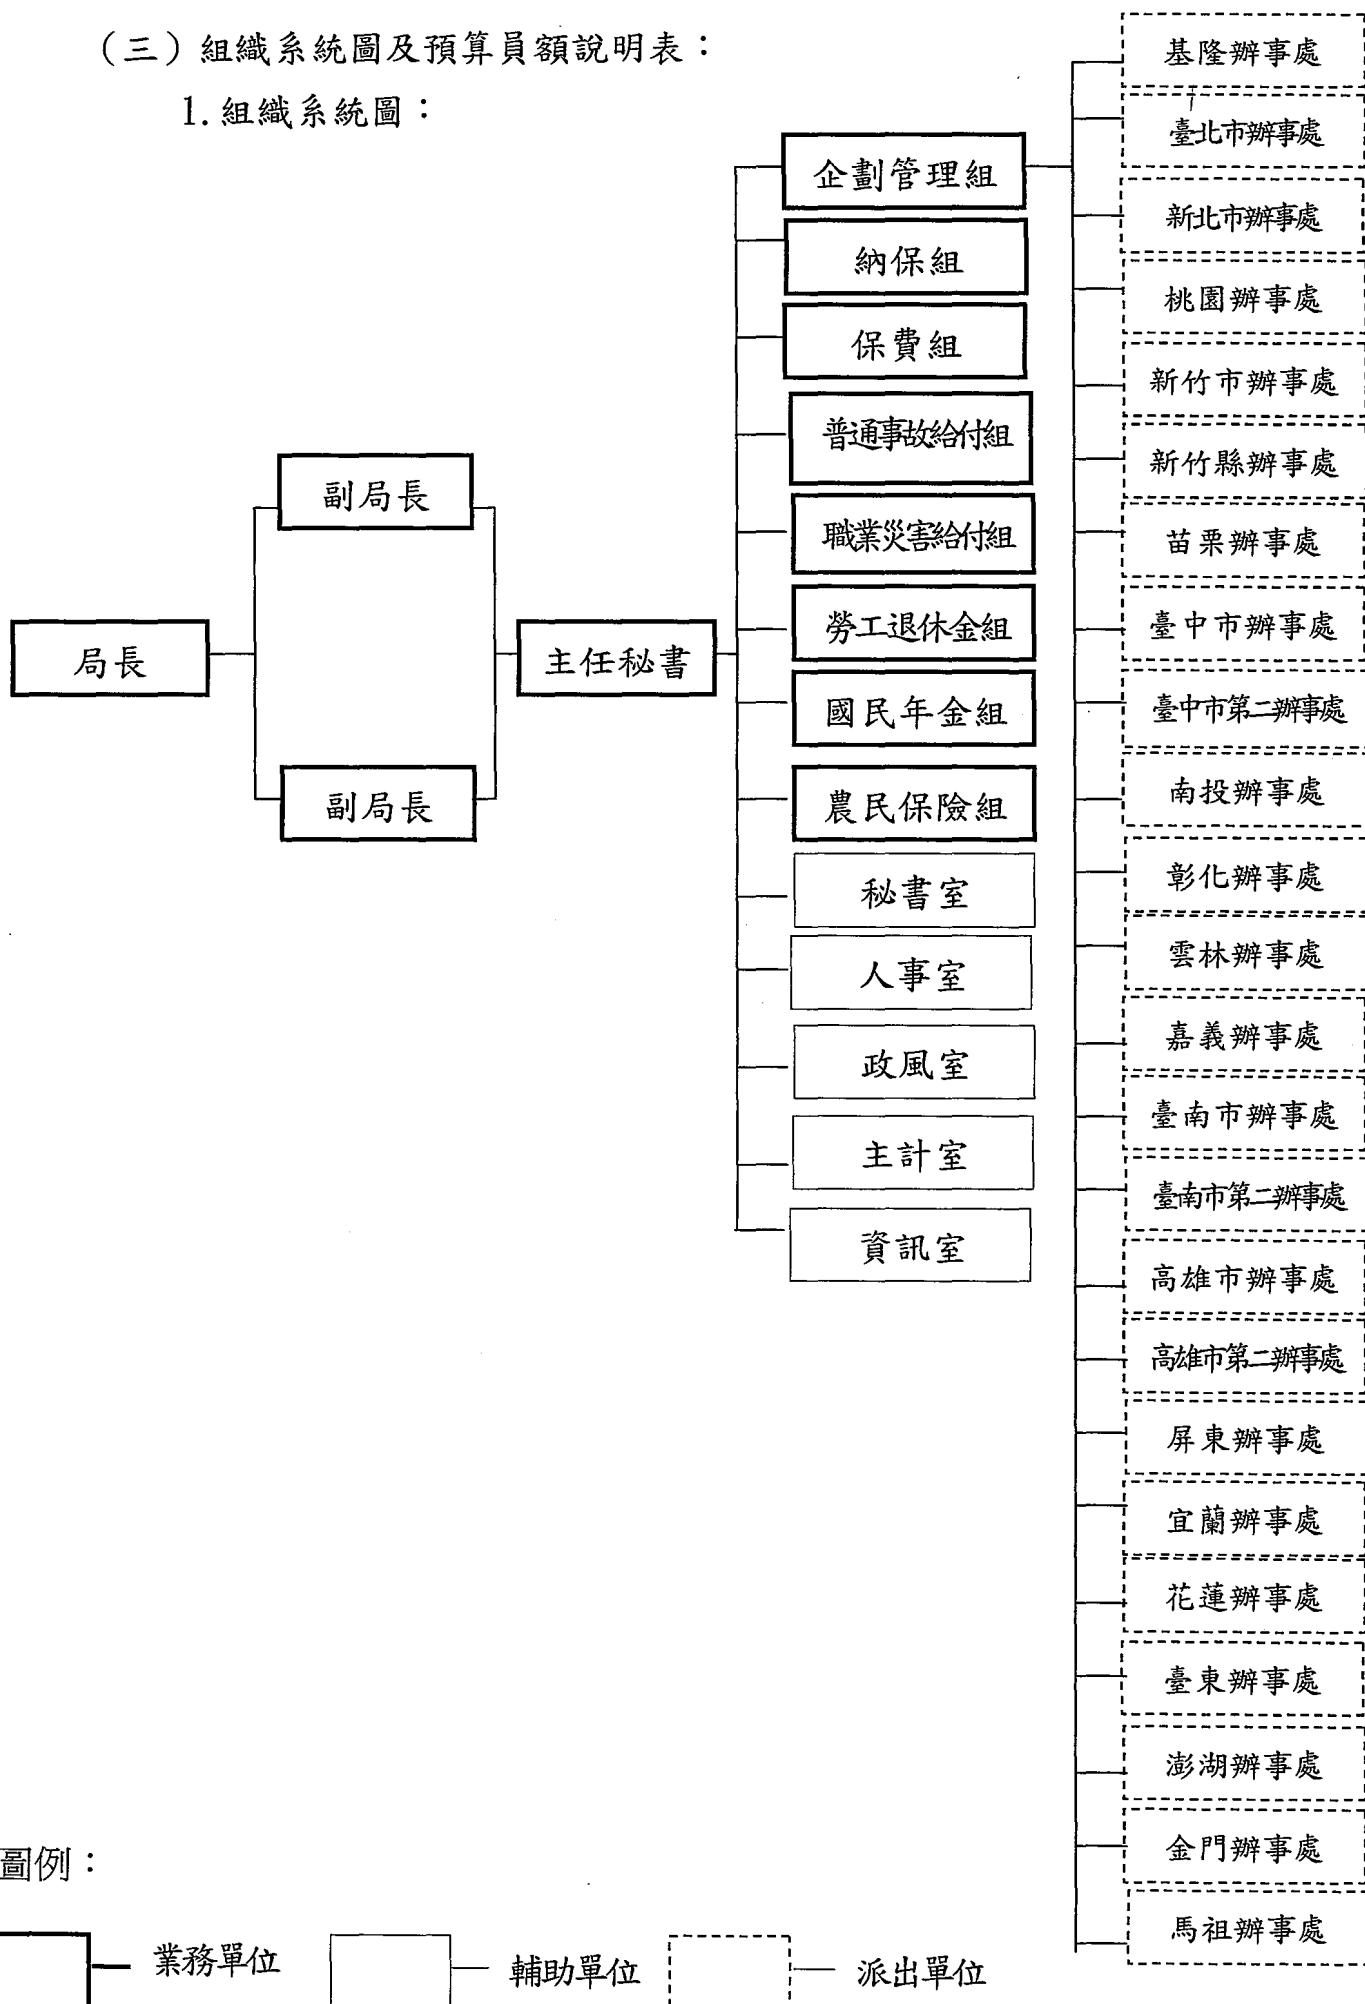 （三）組織系統圖及預算員額說明表：
1.組織系統圖：
局長
副局長
副局長
主任秘書
企劃管理組
納保組
保費組
普通事故給付組
職業災害給付組
勞工退休金組
國民年金組
農民保險組
秘書室
人事室
政風室
主計室
資訊室
基隆辦事處
臺北市辦事處
新北市辦事處
桃園辦事處
新竹市辦事處
新竹縣辦事處
苗栗辦事處
臺中市辦事處
臺中市第二辦事處
南投辦事處
彰化辦事處
雲林辦事處
嘉義辦事處
臺南市辦事處
臺南市第二辦事處
高雄市辦事處
高雄市第二辦事處
屏東辦事處
宜蘭辦事處
花蓮辦事處
臺東辦事處
澎湖辦事處
金門辦事處
馬祖辦事處
圖例：
業務單位
輔助單位
派出單位